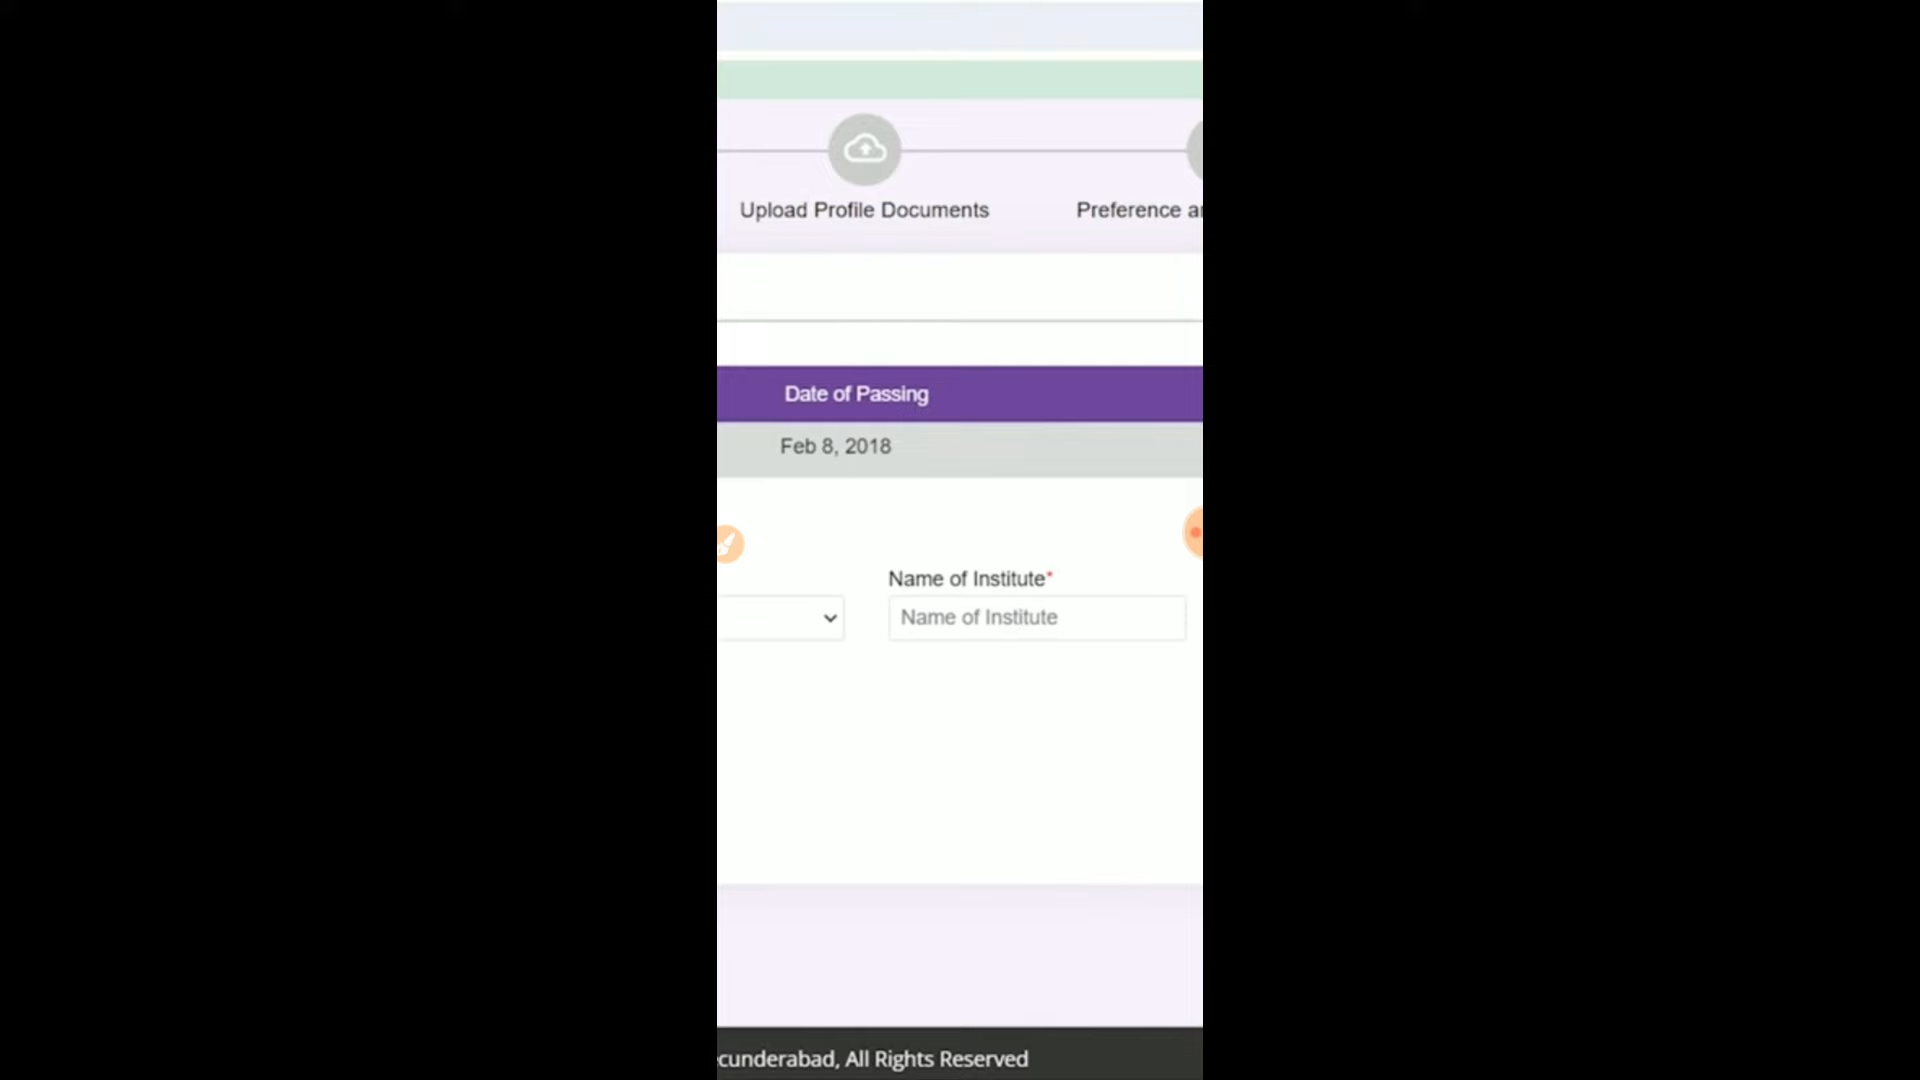 Upload Profile Documents
Preference
Date of Passing
Feb 8, 2018
Name of Institute*
Name of Institute
cunderabad, All Rights Reserved